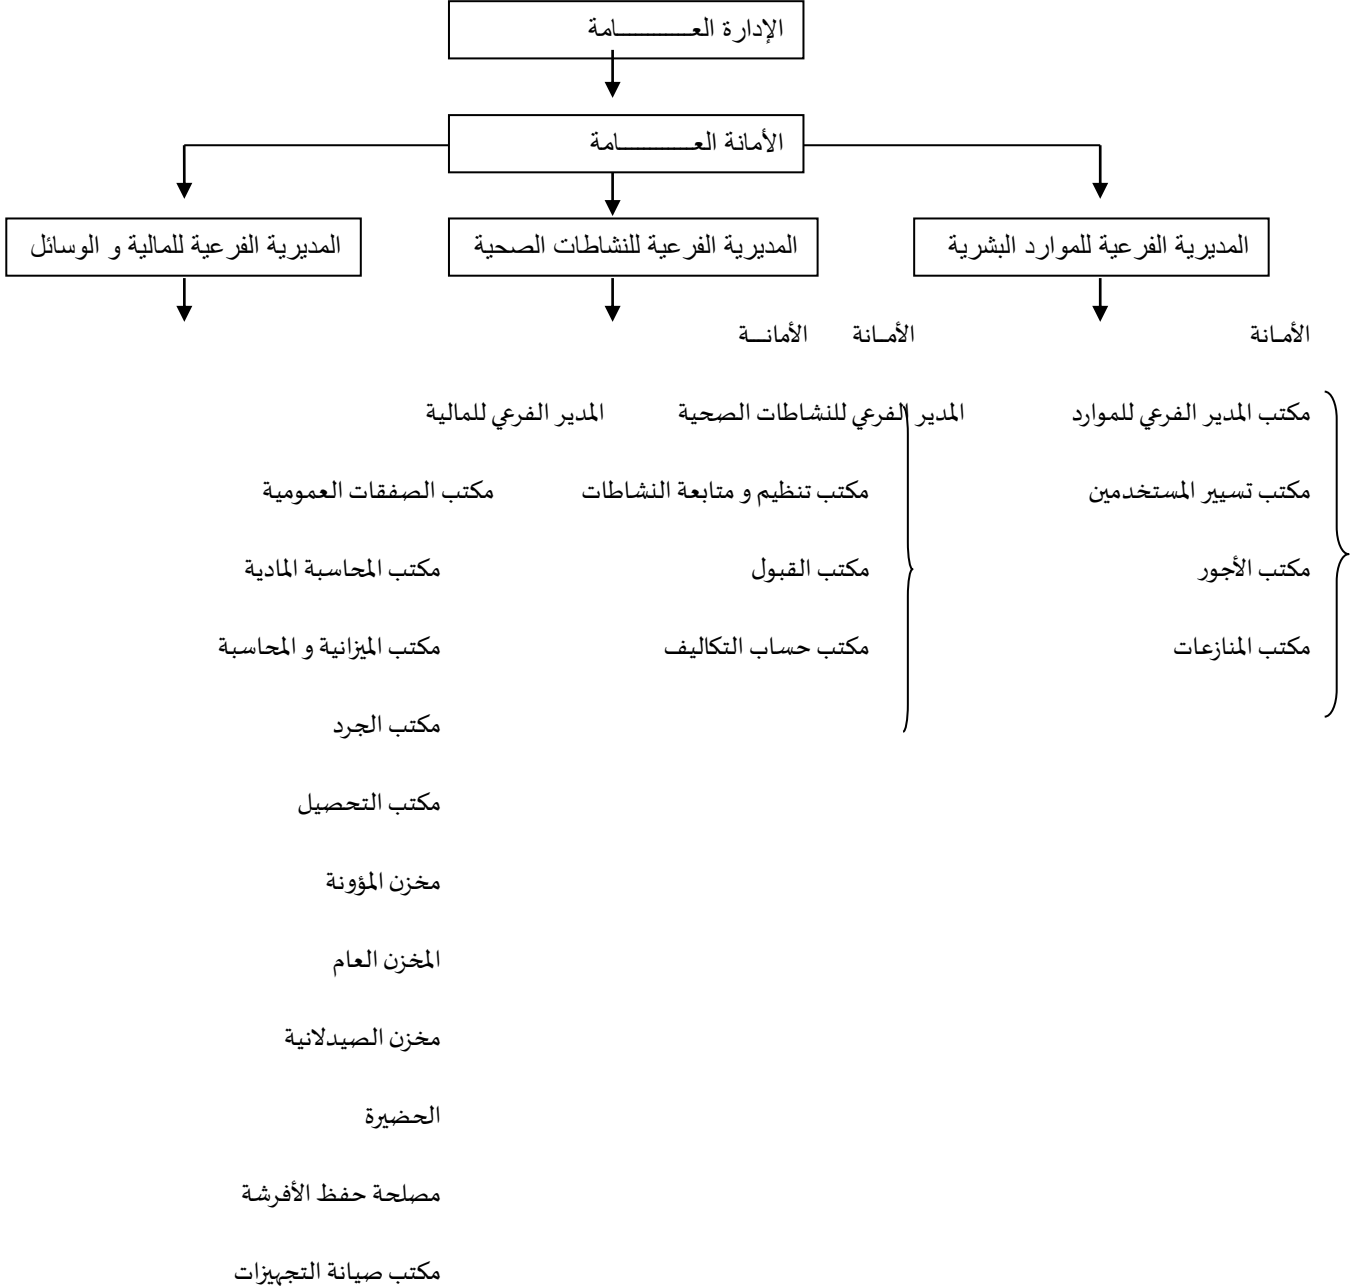 الإدارة العـــــــــــامة
الأمانة العـــــــــــامة
المديرية الفرعية للموارد البشرية
المديرية الفرعية للنشاطات الصحية
المديرية الفرعية للمالية و الوسائل
الأمـانة الأمـانة الأمانــة
مكتب المدير الفرعي للموارد المدير الفرعي للنشاطات الصحية المدير الفرعي للمالية
مكتب تسيير المستخدمين مكتب تنظيم و متابعة النشاطات مكتب الصفقات العمومية
مكتب الأجور مكتب القبول مكتب المحاسبة المادية
مكتب المنازعات مكتب حساب التكاليف مكتب الميزانية و المحاسبة
مكتب الجرد
مكتب التحصيل
مخزن المؤونة
المخزن العام
مخزن الصيدلانية
الحضيرة
مصلحة حفظ الأفرشة
مكتب صيانة التجهيزات